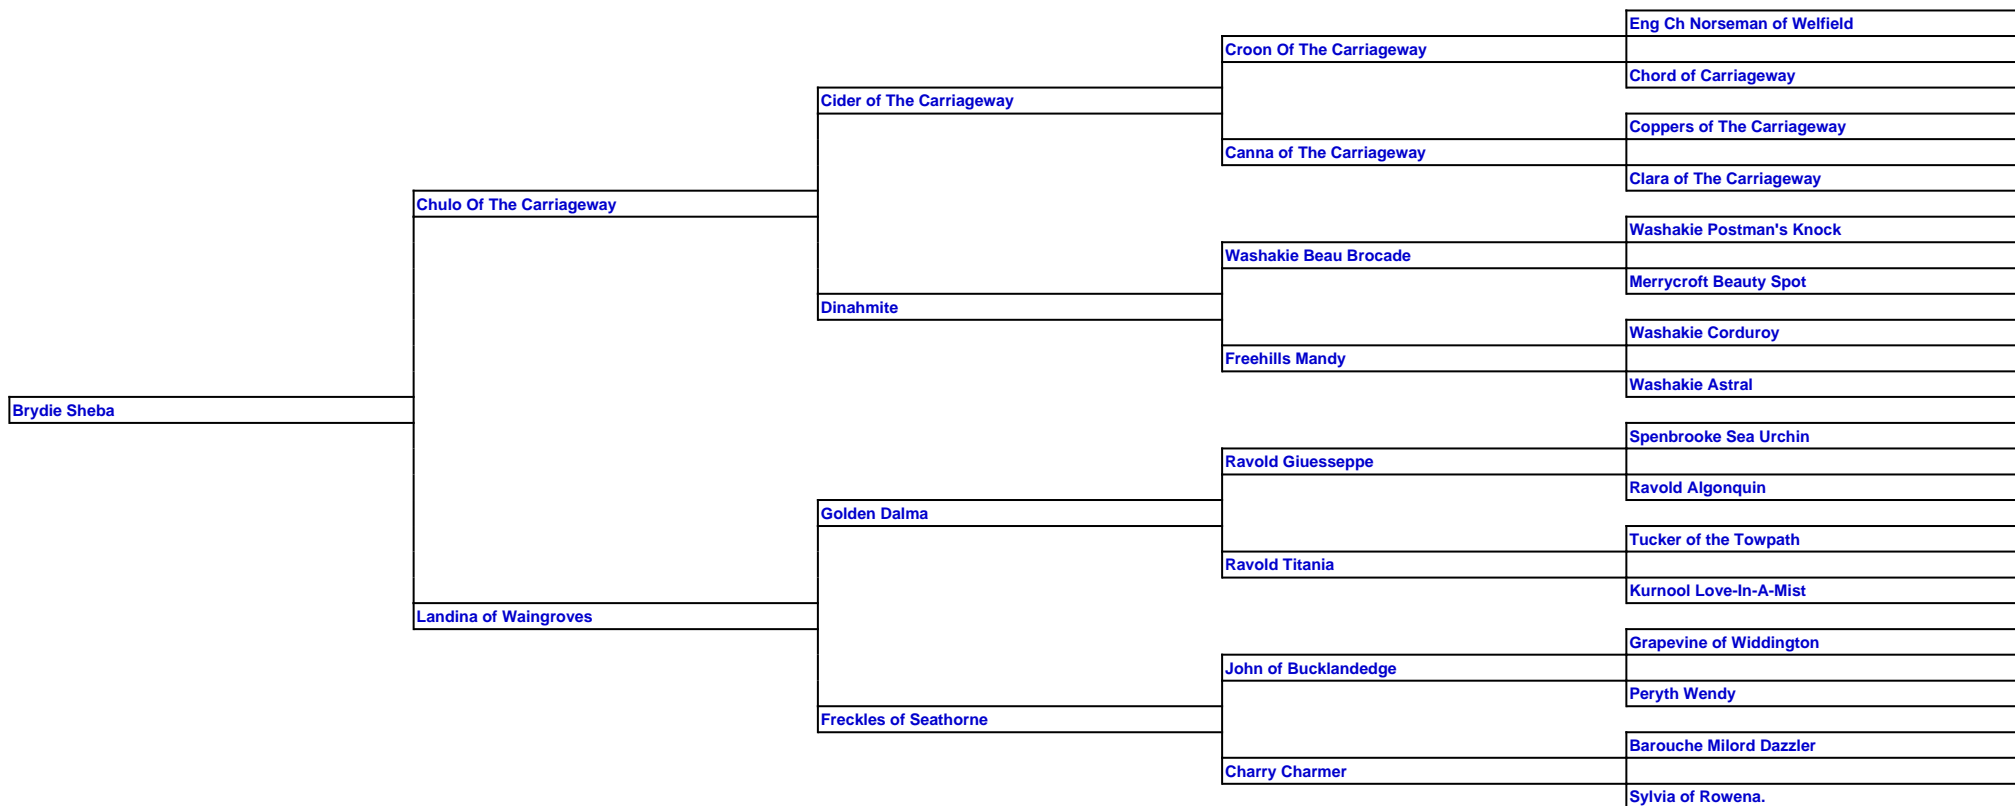 Eng Ch Norseman of Welfield
Croon Of The Carriageway
Chord of Carriageway
Cider of The Carriageway
Coppers of The Carriageway
Canna of The Carriageway
Clara of The Carriageway
Chulo Of The Carriageway
Washakie Postman's Knock
Washakie Beau Brocade
Merrycroft Beauty Spot
Dinahmite
Washakie Corduroy
Freehills Mandy
Washakie Astral
Brydie Sheba
Spenbrooke Sea Urchin
Ravold Giuesseppe
Ravold Algonquin
Golden Dalma
Tucker of the Towpath
Ravold Titania
Kurnool Love-In-A-Mist
Landina of Waingroves
Grapevine of Widdington
John of Bucklandedge
Peryth Wendy
Freckles of Seathorne
Barouche Milord Dazzler
Charry Charmer
Sylvia of Rowena.